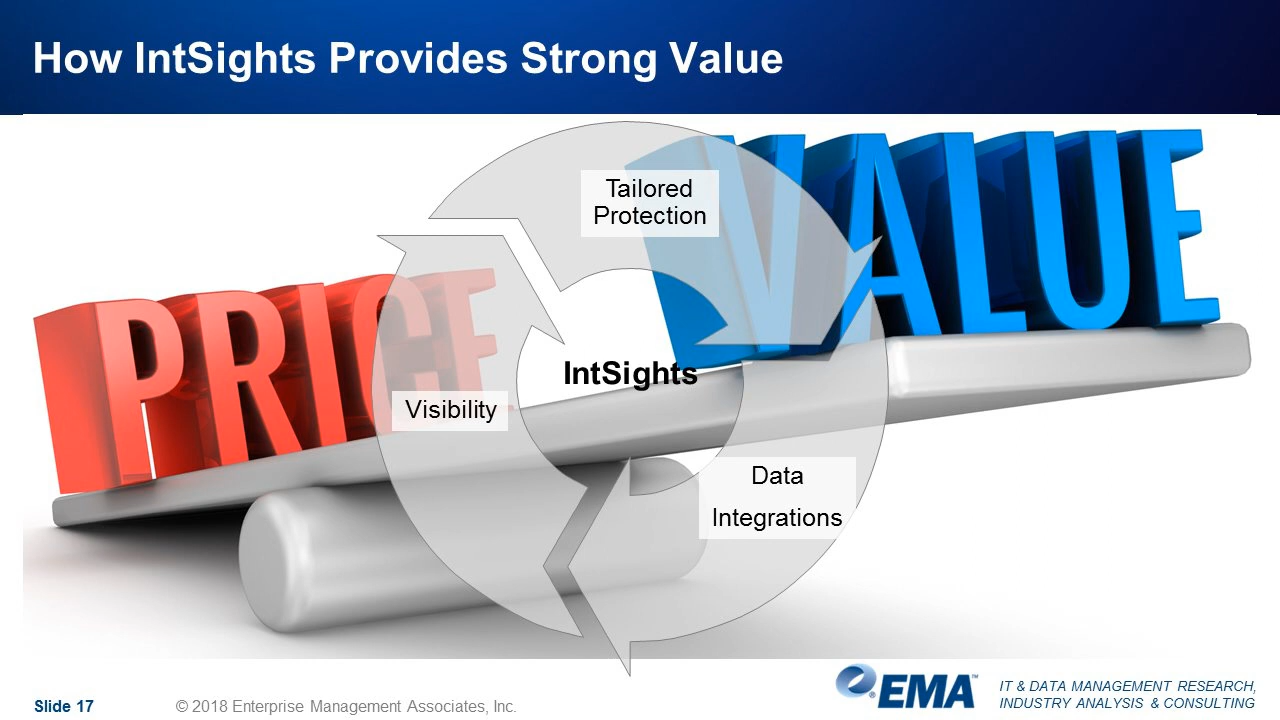 How IntSights Provides Strong Value
PRICE
VALUE
Tailored
Protection
IntSights
Visibility
Data
Integrations
Slide 17
© 2018 Enterprise Management Associates, Inc.
EMA™
IT & DATA MANAGEMENT RESEARCH,
INDUSTRY ANALYSIS & CONSULTING